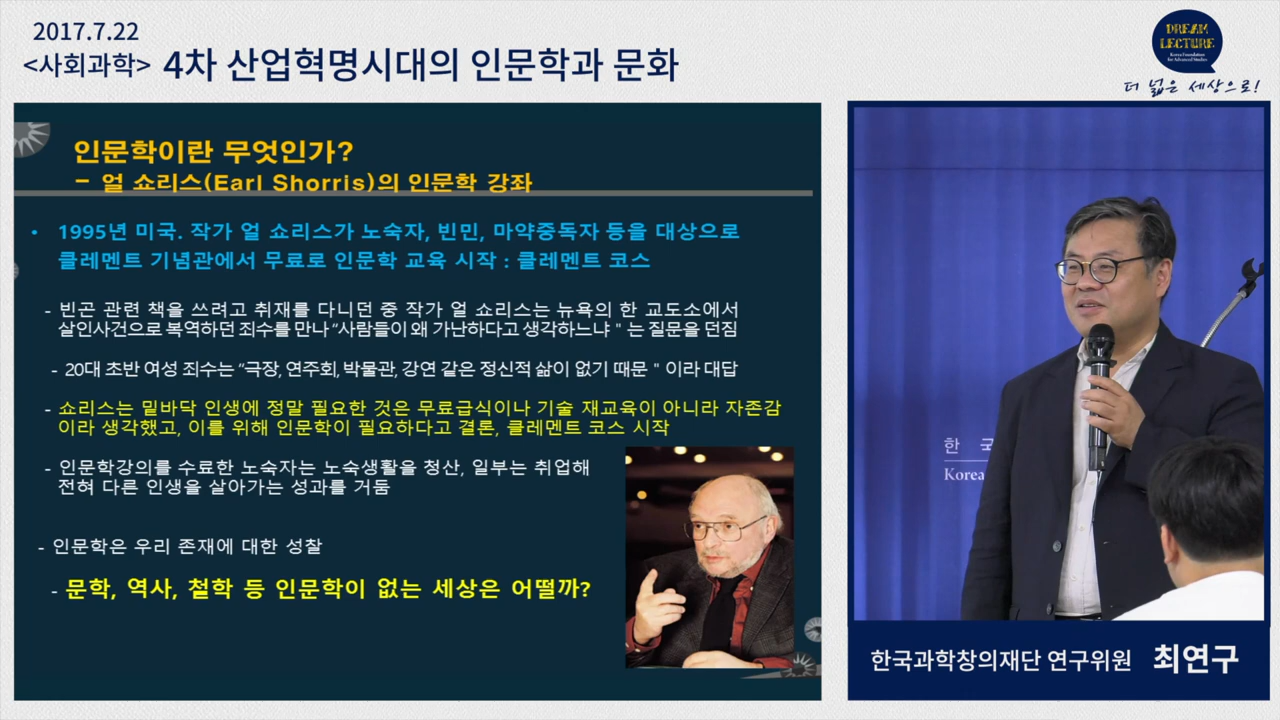 2017.7.22
<사회과학> 4차 산업혁명시대의 인문학과 문화
DREAM
LECTURE
Korea Foundation
for Advanced Studies
더 넓은 세상으로!
인문학이란 무엇인가?
- 얼 쇼리스(Earl Shorris)의 인문학 강좌
• 1995년 미국. 작가 얼 쇼리스가 노숙자, 빈민, 마약중독자 등을 대상으로
클레멘트 기념관에서 무료로 인문학 교육 시작 : 클레멘트 코스
- 빈곤 관련 책을 쓰려고 취재를 다니던 중 작가 얼 쇼리스는 뉴욕의 한 교도소에서
살인사건으로 복역하던 죄수를 만나 “사람들이 왜 가난하다고 생각하느냐 " 는 질문을 던짐
- 20대 초반 여성 죄수는 “극장, 연주회, 박물관, 강연 같은 정신적 삶이 없기 때문 " 이라 대답
- 쇼리스는 밑바닥 인생에 정말 필요한 것은 무료급식이나 기술 재교육이 아니라 자존감
이라 생각했고, 이를 위해 인문학이 필요하다고 결론, 클레멘트 코스 시작
- 인문학강의를 수료한 노숙자는 노숙생활을 청산, 일부는 취업해
전혀 다른 인생을 살아가는 성과를 거둠
- 인문학은 우리 존재에 대한 성찰
- 문학, 역사, 철학 등 인문학이 없는 세상은 어떨까?
한 국
Korea
한국과학창의재단 연구위원 최연구